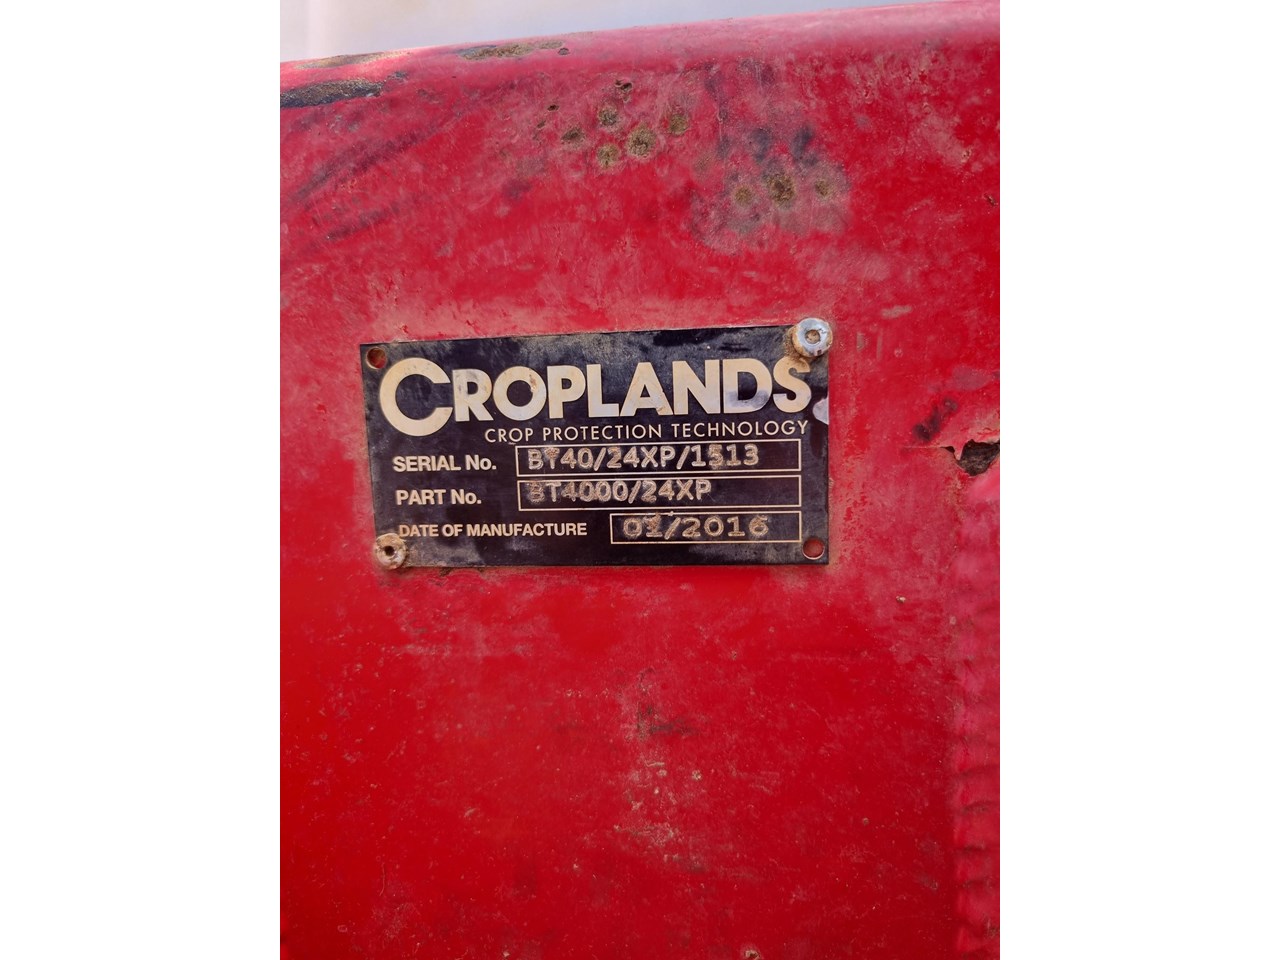 CROPLANDS
CROP PROTECTION TECHNOLOGY
SERIAL No. BT40/24XP/1513
PART No. BT4000/24XP
DATE OF MANUFACTURE 01/2016